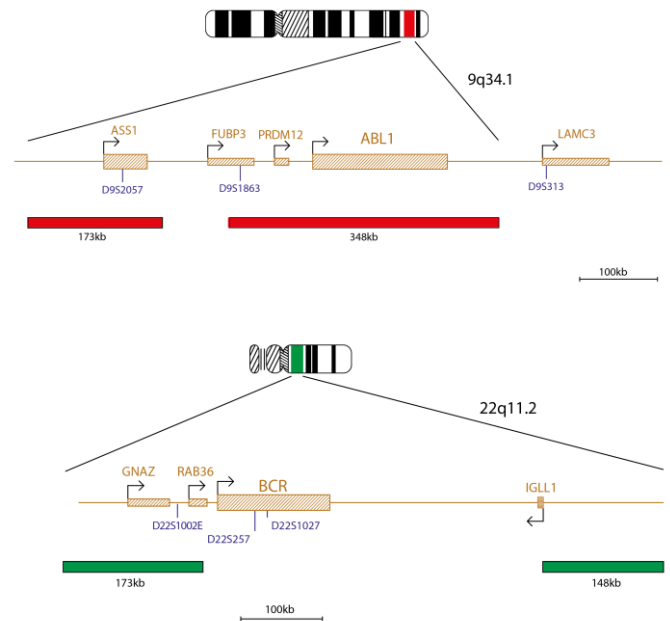 9q34.1
ASS1
FUBP3
PRDM12
ABL1
LAMC3
D9S2057
D9S1863
D9S313
173kb
348kb
100kb
22q11.2
GNAZ
RAB36
BCR
IGLL1
D22S1002E
D22S1027
D22S257
173kb
148kb
100kb